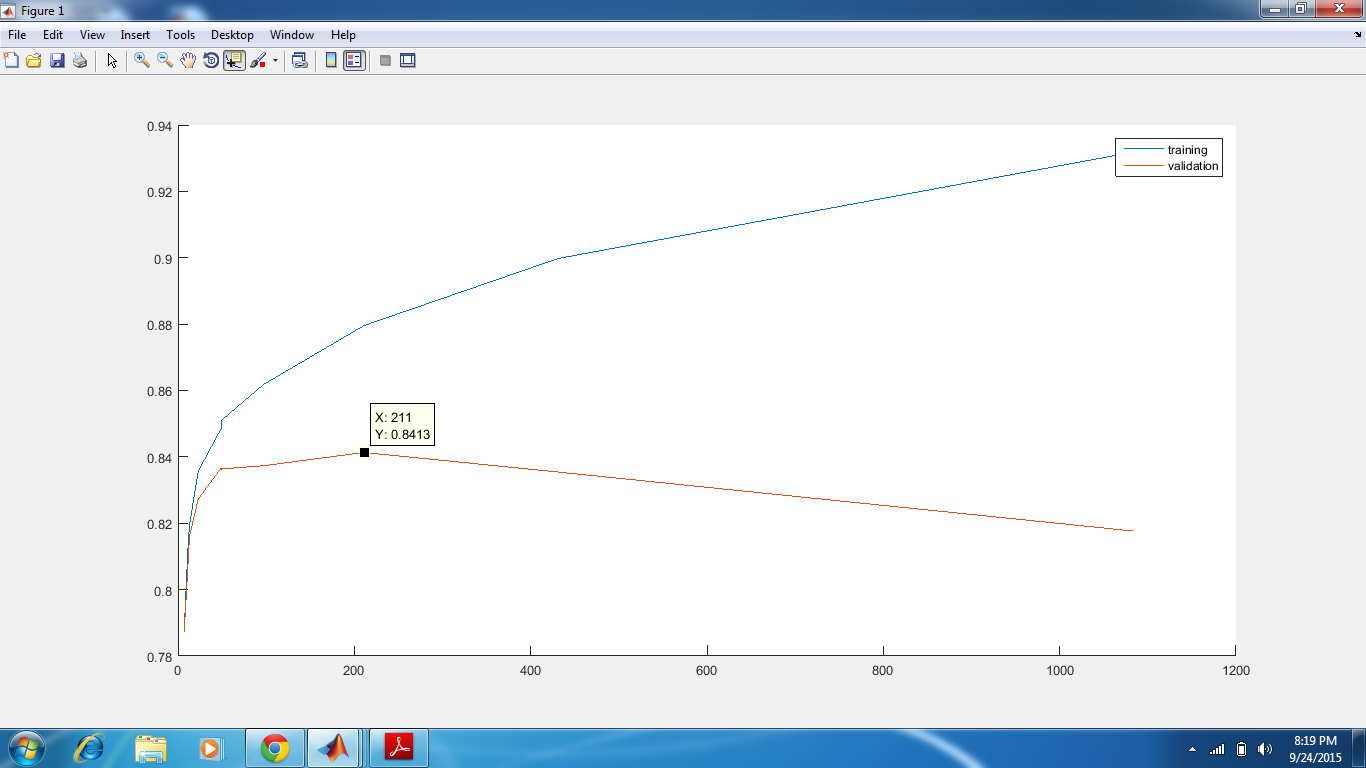 Figure 1
File Edit View Insert Tools Desktop Window Help
0.94
0.92
0.9
0.88
0.86
0.84
0.82
0.8
0.78
0 200 400 600 800 1000 1200
training
validation
X: 211
Y: 0.8413
8:19 PM
9/24/2015